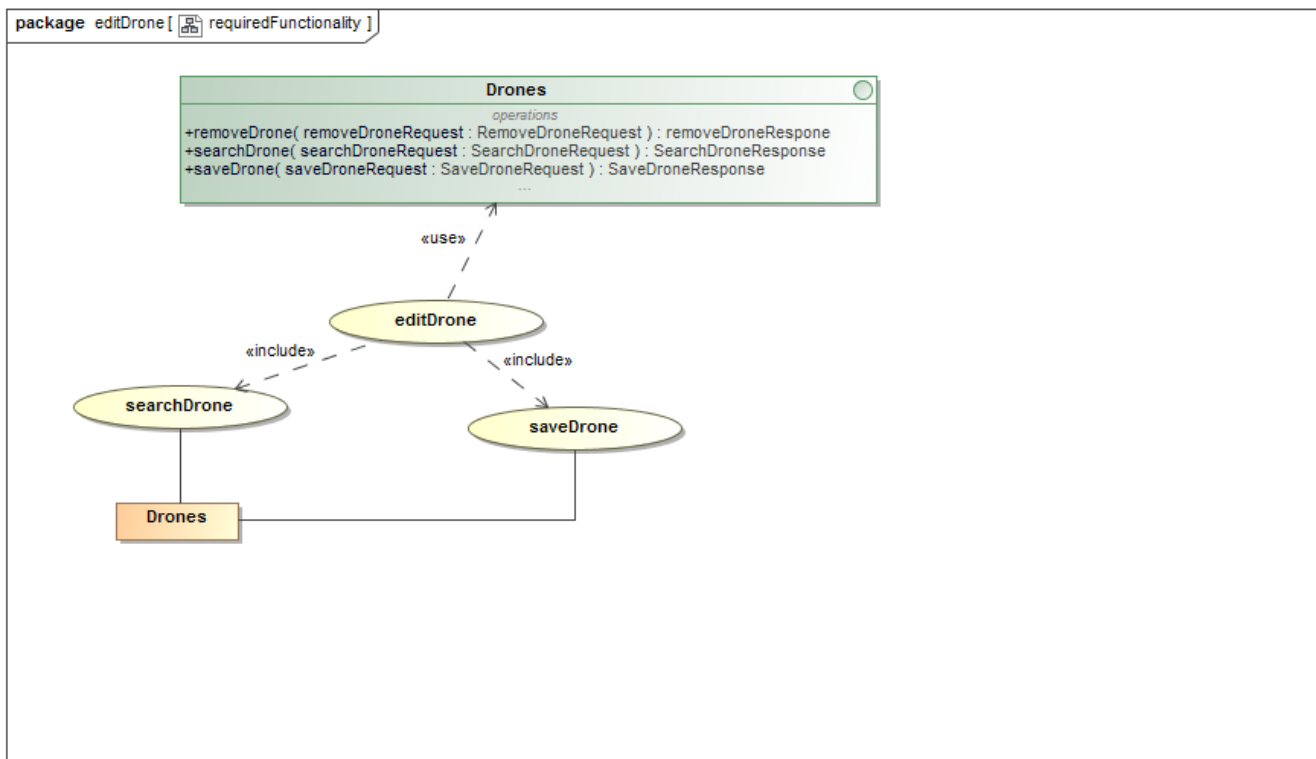 package editDrone [ requiredFunctionality ]
Drones
operations
+removeDrone( removeDroneRequest : RemoveDroneRequest ) : removeDroneRespone
+searchDrone( searchDroneRequest : SearchDroneRequest ) : SearchDroneResponse
+saveDrone( saveDroneRequest : SaveDroneRequest ) : SaveDroneResponse
...
«use»
editDrone
«include»
«include»
searchDrone
saveDrone
Drones